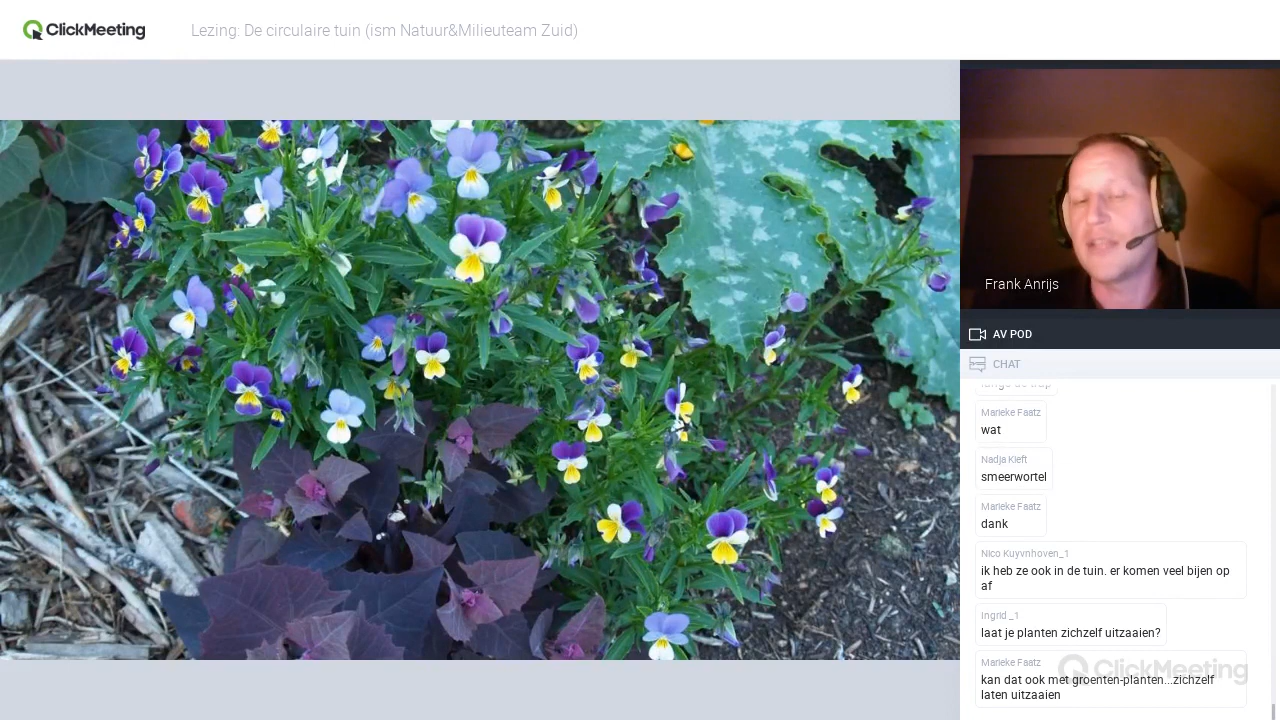 ClickMeeting
Lezing: De circulaire tuin (ism Natuur&Milieuteam Zuid)
Frank Anrijs
AV POD
CHAT
langs de trap
Marieke Faatz
wat
Nadja Kieft
smeerwortel
Marieke Faatz
dank
Nico Kuyvnhoven_1
ik heb ze ook in de tuin. er komen veel bijen op
af
Ingrid _1
laat je planten zichzelf uitzaaien?
Marieke Faatz
kan dat ook met groenten-planten...zichzelf
laten uitzaaien
ClickMeeting